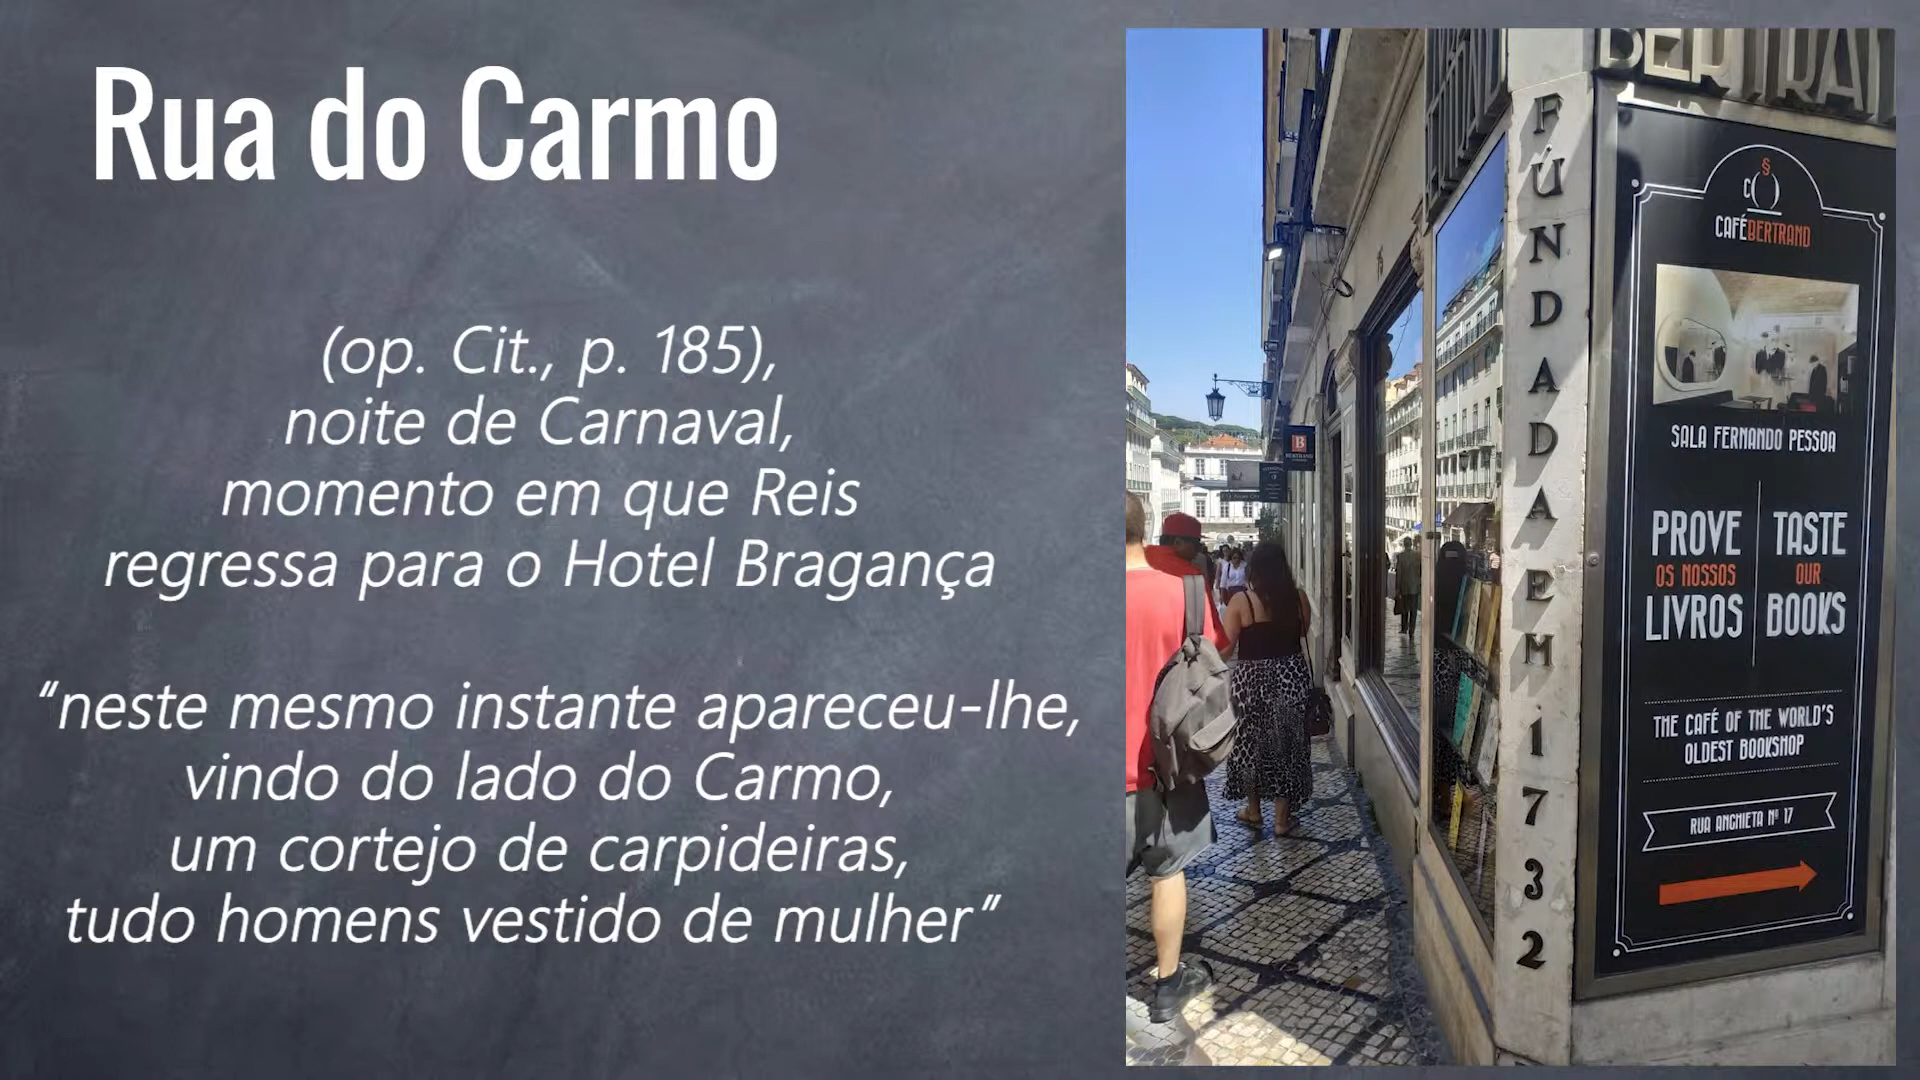 Rua do Carmo
(op. Cit., p. 185),
noite de Carnaval,
momento em que Reis
regressa para o Hotel Bragança
“neste mesmo instante apareceu-lhe,
vindo do lado do Carmo,
um cortejo de carpideiras,
tudo homens vestido de mulher”
FUNDADA EM 1732
CAFÉ BERTRAND
SALA FERNANDO PESSOA
PROVE
OS NOSSOS
LIVROS
TASTE
OUR
BOOKS
THE CAFÉ OF THE WORLD'S
OLDEST BOOKSHOP
RUA ANCHIETA Nº 17
B
BERTRAND